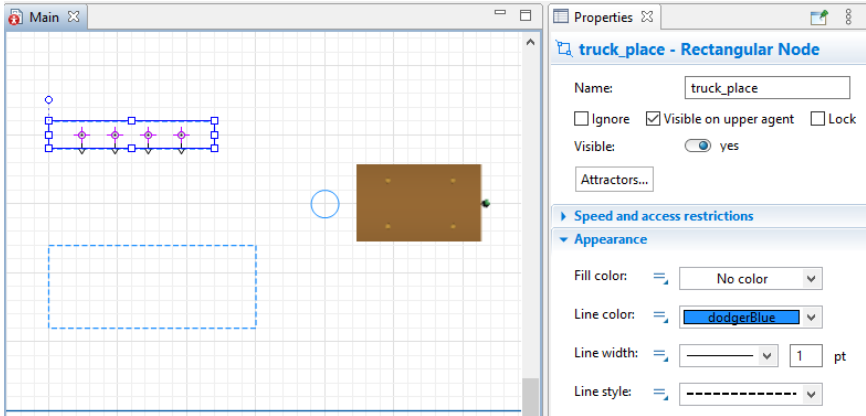 Main
Properties
truck_place - Rectangular Node
Name:
truck_place
Ignore
Visible on upper agent
Lock
Visible:
yes
Attractors...
Speed and access restrictions
Appearance
Fill color:
No color
Line color:
dodgerBlue
Line width:
1
pt
Line style: